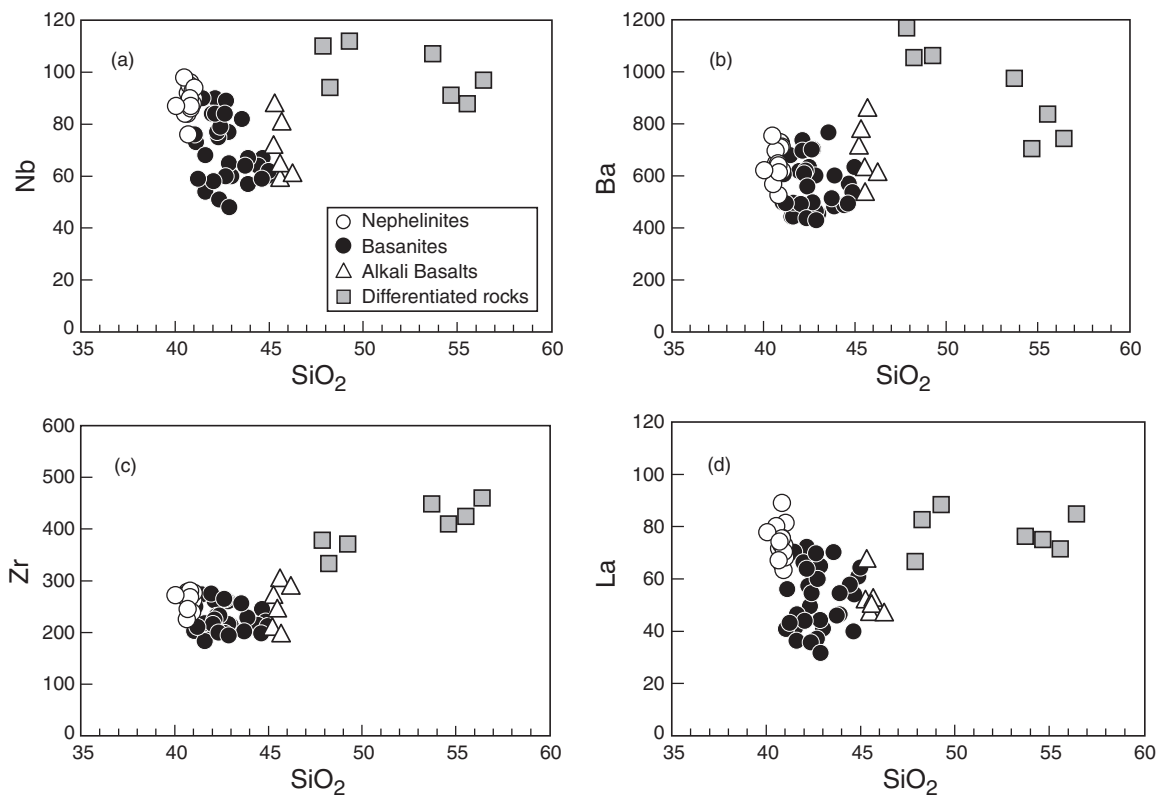 120
100
80
60
40
20
0
Nb
(a)
Nephelinites
Basanites
Alkali Basalts
Differentiated rocks
35 40 45 50 55 60
SiO₂
1200
1000
800
600
400
200
0
Ba
(b)
35 40 45 50 55 60
SiO₂
600
500
400
300
200
100
0
Zr
(c)
35 40 45 50 55 60
SiO₂
120
100
80
60
40
20
0
La
(d)
35 40 45 50 55 60
SiO₂